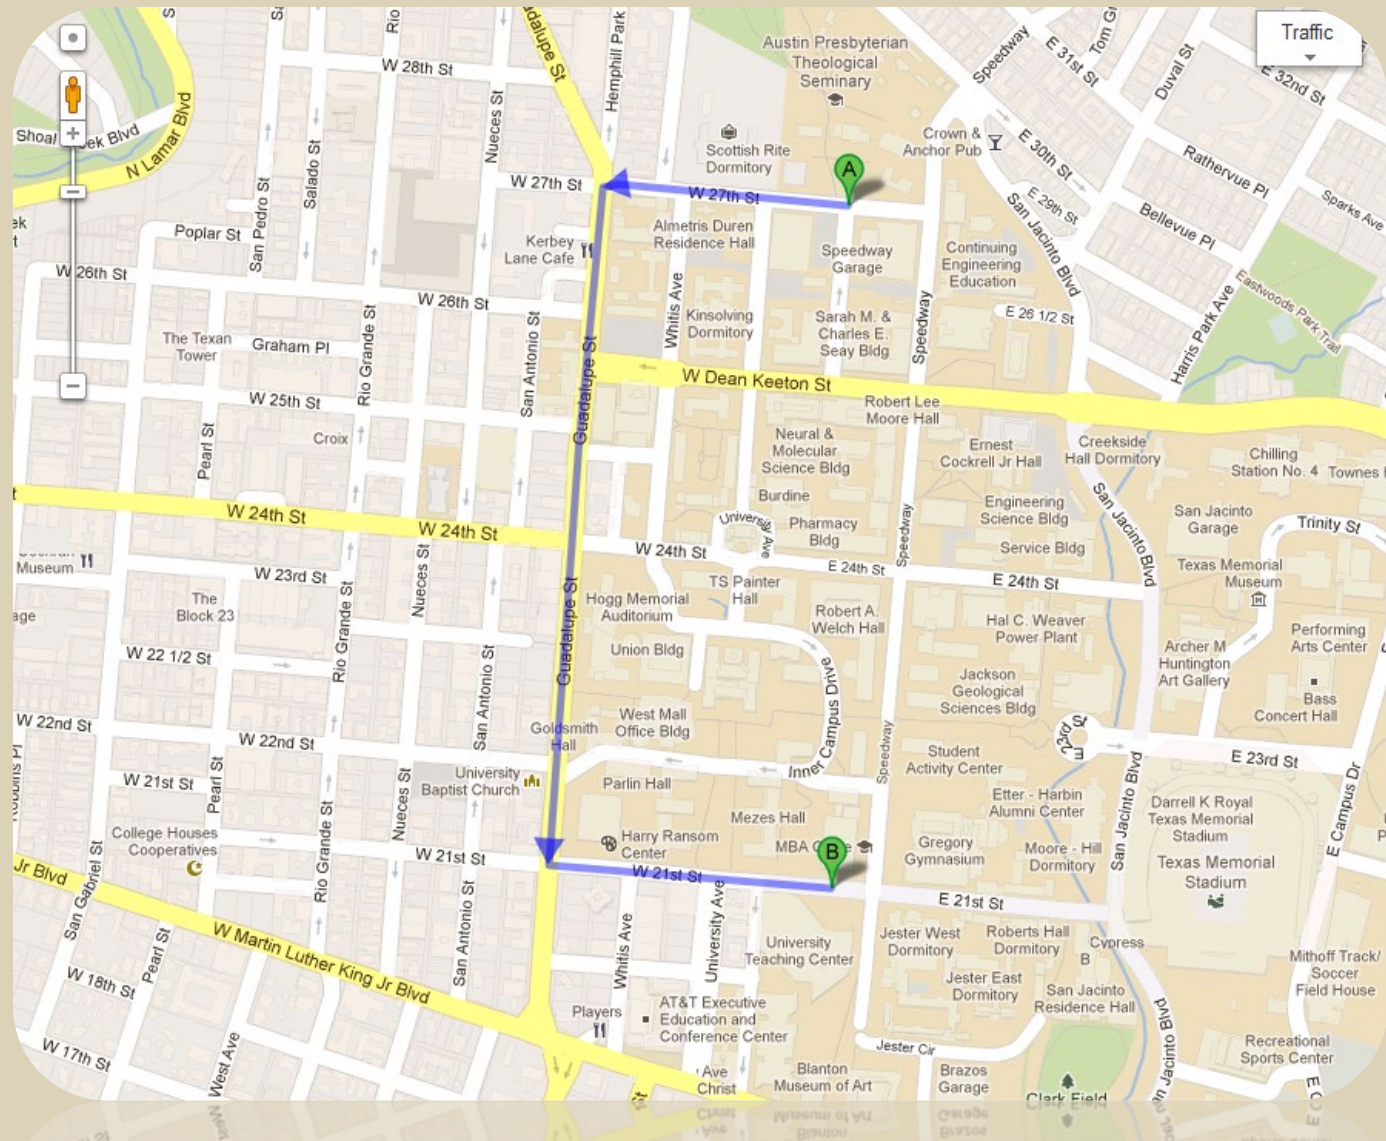 Traffic
W 28th St
Guadalupe St
Hemphill Park
Austin Presbyterian
Theological
Seminary
Speedway
E 31st St
Duval St
E 32nd St
N Lamar Blvd
Nueces St
Salado St
San Pedro St
Scottish Rite
Dormitory
Crown &
Anchor Pub
E 30th St
Rathervue Pl
Sparks Ave
E 29th St
Bellevue Pl
A
W 27th St
W 27th St
San Jacinto Blvd
Poplar St
Kerbey
Lane Cafe
Almetris Duren
Residence Hall
Speedway
Garage
Continuing
Engineering
Education
Eastwoods Park Trail
W 26th St
W 26th St
Whitis Ave
Kinsolving
Dormitory
Sarah M. &
Charles E.
Seay Bldg
Speedway
E 26 1/2 St
Harris Park Ave
The Texan
Tower
Graham Pl
Rio Grande St
San Antonio St
Guadalupe St
W Dean Keeton St
W 25th St
Robert Lee
Moore Hall
Pearl St
Croix
Neural &
Molecular
Science Bldg
Ernest
Cockrell Jr Hall
Creekside
Hall Dormitory
Chilling
Station No. 4
Townes
Burdine
University Ave
Pharmacy
Bldg
Engineering
Science Bldg
Service Bldg
San Jacinto Blvd
San Jacinto
Garage
Trinity St
W 24th St
W 24th St
W 24th St
Speedway
E 24th St
E 24th St
Texas Memorial
Museum
Museum
W 23rd St
The
Block 23
Nueces St
Rio Grande St
Guadalupe St
Hogg Memorial
Auditorium
TS Painter
Hall
Robert A.
Welch Hall
Hal C. Weaver
Power Plant
Performing
Arts Center
Archer M
Huntington
Art Gallery
Union Bldg
W 22 1/2 St
San Antonio St
Inner Campus Drive
Jackson
Geological
Sciences Bldg
Bass
Concert Hall
W 22nd St
W 22nd St
Goldsmith
Hall
West Mall
Office Bldg
Speedway
E 23rd St
E 23rd St
Student
Activity Center
W 21st St
Pearl St
University
Baptist Church
Parlin Hall
Etter - Harbin
Alumni Center
San Jacinto Blvd
Darrell K Royal
Texas Memorial
Stadium
E Campus Dr
Nueces St
Rio Grande St
College Houses
Cooperatives
Mezes Hall
Harry Ransom
Center
MBA
B
Gregory
Gymnasium
Moore - Hill
Dormitory
Texas Memorial
Stadium
W 21st St
W 21st St
E 21st St
Jr Blvd
San Gabriel St
W Martin Luther King Jr Blvd
San Antonio St
Whitis Ave
University Ave
University
Teaching Center
Jester West
Dormitory
Roberts Hall
Dormitory
Cypress
B
Mithoff Track/
Soccer
Field House
Pearl St
W 18th St
Jester East
Dormitory
San Jacinto
Residence Hall
Players
AT&T Executive
Education and
Conference Center
San Jacinto Blvd
Jester Cir
Recreational
Sports Center
W 17th St
West Ave
Ave
Christ
Blanton
Museum of Art
Brazos
Garage
Clark Field